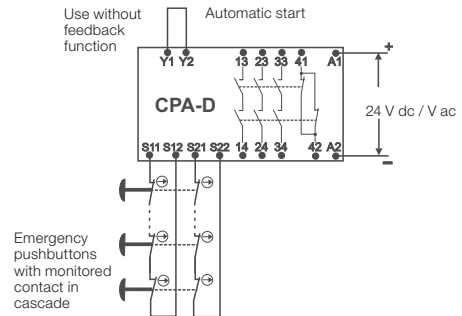 Use without
feedback
function
Automatic start
Y1 Y2 13 23 33 41 A1
+
CPA-D
24 V dc / V ac
S11 S12 S21 S22 14 24 34 42 A2
–
Emergency
pushbuttons
with monitored
contact in
cascade